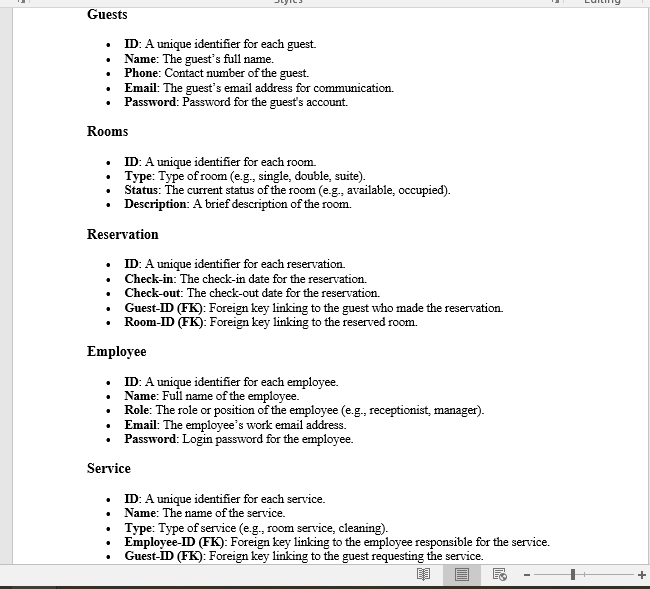 Styles
Editing
Guests
• ID: A unique identifier for each guest.
• Name: The guest’s full name.
• Phone: Contact number of the guest.
• Email: The guest’s email address for communication.
• Password: Password for the guest's account.
Rooms
• ID: A unique identifier for each room.
• Type: Type of room (e.g., single, double, suite).
• Status: The current status of the room (e.g., available, occupied).
• Description: A brief description of the room.
Reservation
• ID: A unique identifier for each reservation.
• Check-in: The check-in date for the reservation.
• Check-out: The check-out date for the reservation.
• Guest-ID (FK): Foreign key linking to the guest who made the reservation.
• Room-ID (FK): Foreign key linking to the reserved room.
Employee
• ID: A unique identifier for each employee.
• Name: Full name of the employee.
• Role: The role or position of the employee (e.g., receptionist, manager).
• Email: The employee’s work email address.
• Password: Login password for the employee.
Service
• ID: A unique identifier for each service.
• Name: The name of the service.
• Type: Type of service (e.g., room service, cleaning).
• Employee-ID (FK): Foreign key linking to the employee responsible for the service.
• Guest-ID (FK): Foreign key linking to the guest requesting the service.